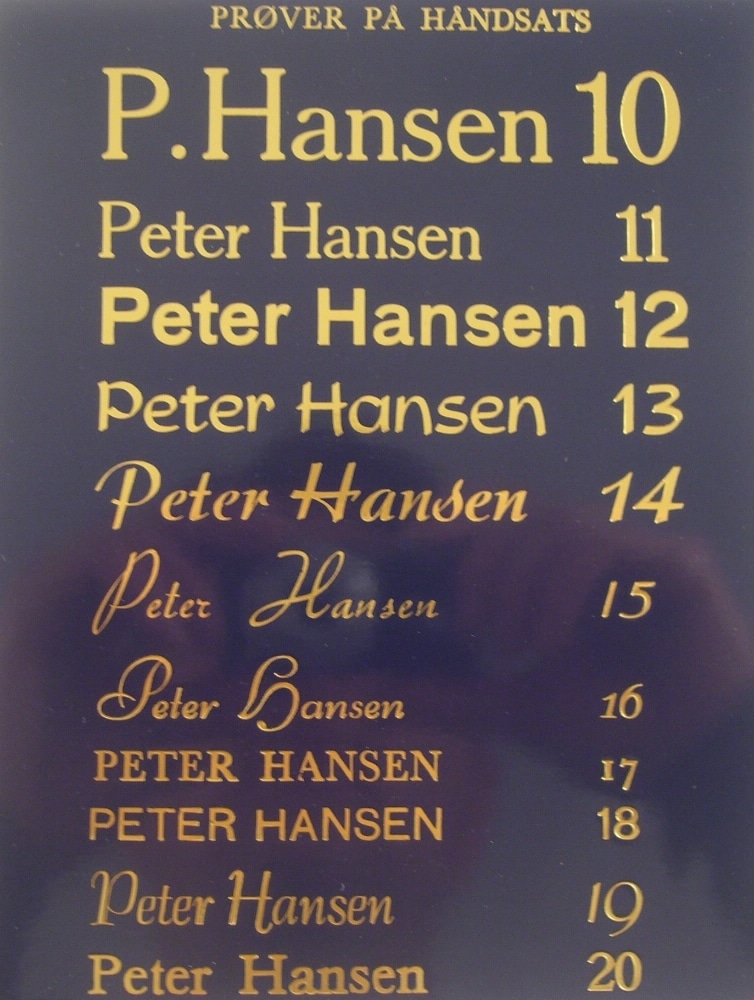 PRØVER PÅ HÅNDSATS
P. Hansen 10
Peter Hansen 11
Peter Hansen 12
Peter Hansen 13
Peter Hansen 14
Peter Hansen 15
Peter Hansen 16
PETER HANSEN 17
PETER HANSEN 18
Peter Hansen 19
Peter Hansen 20